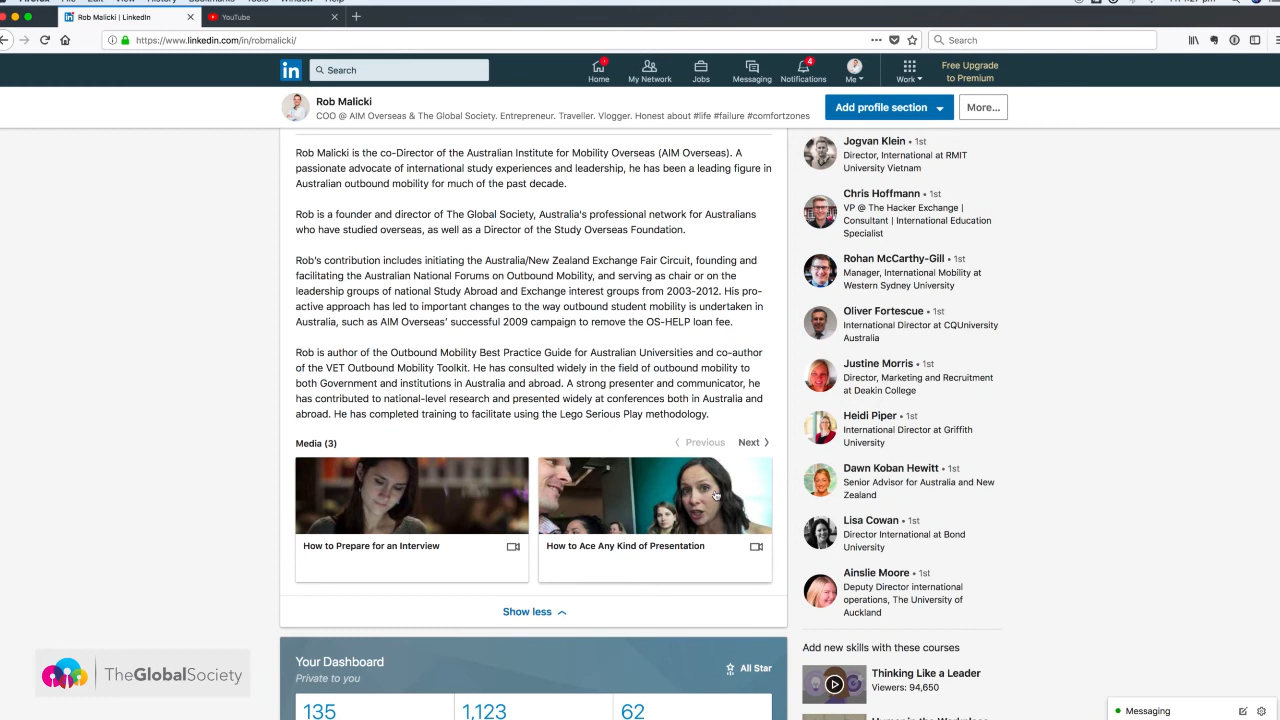 Rob Malicki | LinkedIn
YouTube
https://www.linkedin.com/in/robmalicki/
Search
in
Search
Home
My Network
Jobs
Messaging
4
Notifications
Me
Work
Free Upgrade
to Premium
Rob Malicki
COO @ AIM Overseas & The Global Society. Entrepreneur. Traveller. Vlogger. Honest about #life #failure #comfortzones
Add profile section
More...
Rob Malicki is the co-Director of the Australian Institute for Mobility Overseas (AIM Overseas). A
passionate advocate of international study experiences and leadership, he has been a leading figure in
Australian outbound mobility for much of the past decade.
Rob is a founder and director of The Global Society, Australia's professional network for Australians
who have studied overseas, as well as a Director of the Study Overseas Foundation.
Rob's contribution includes initiating the Australia/New Zealand Exchange Fair Circuit, founding and
facilitating the Australian National Forums on Outbound Mobility, and serving as chair or on the
leadership groups of national Study Abroad and Exchange interest groups from 2003-2012. His pro-
active approach has led to important changes to the way outbound student mobility is undertaken in
Australia, such as AIM Overseas' successful 2009 campaign to remove the OS-HELP loan fee.
Rob is author of the Outbound Mobility Best Practice Guide for Australian Universities and co-author
of the VET Outbound Mobility Toolkit. He has consulted widely in the field of outbound mobility to
both Government and institutions in Australia and abroad. A strong presenter and communicator, he
has contributed to national-level research and presented widely at conferences both in Australia and
abroad. He has completed training to facilitate using the Lego Serious Play methodology.
Media (3)
Previous
Next
How to Prepare for an Interview
How to Ace Any Kind of Presentation
Show less
Your Dashboard
Private to you
All Star
135
1,123
62
Jogvan Klein • 1st
Director, International at RMIT
University Vietnam
Chris Hoffmann • 1st
VP @ The Hacker Exchange |
Consultant | International Education
Specialist
Rohan McCarthy-Gill • 1st
Manager, International Mobility at
Western Sydney University
Oliver Fortescue • 1st
International Director at CQUniversity
Australia
Justine Morris • 1st
Director, Marketing and Recruitment
at Deakin College
Heidi Piper • 1st
International Director at Griffith
University
Dawn Koban Hewitt • 1st
Senior Advisor for Australia and New
Zealand
Lisa Cowan • 1st
Director International at Bond
University
Ainslie Moore • 1st
Deputy Director international
operations, The University of
Auckland
Add new skills with these courses
Thinking Like a Leader
Viewers: 94,650
Messaging
TheGlobalSociety